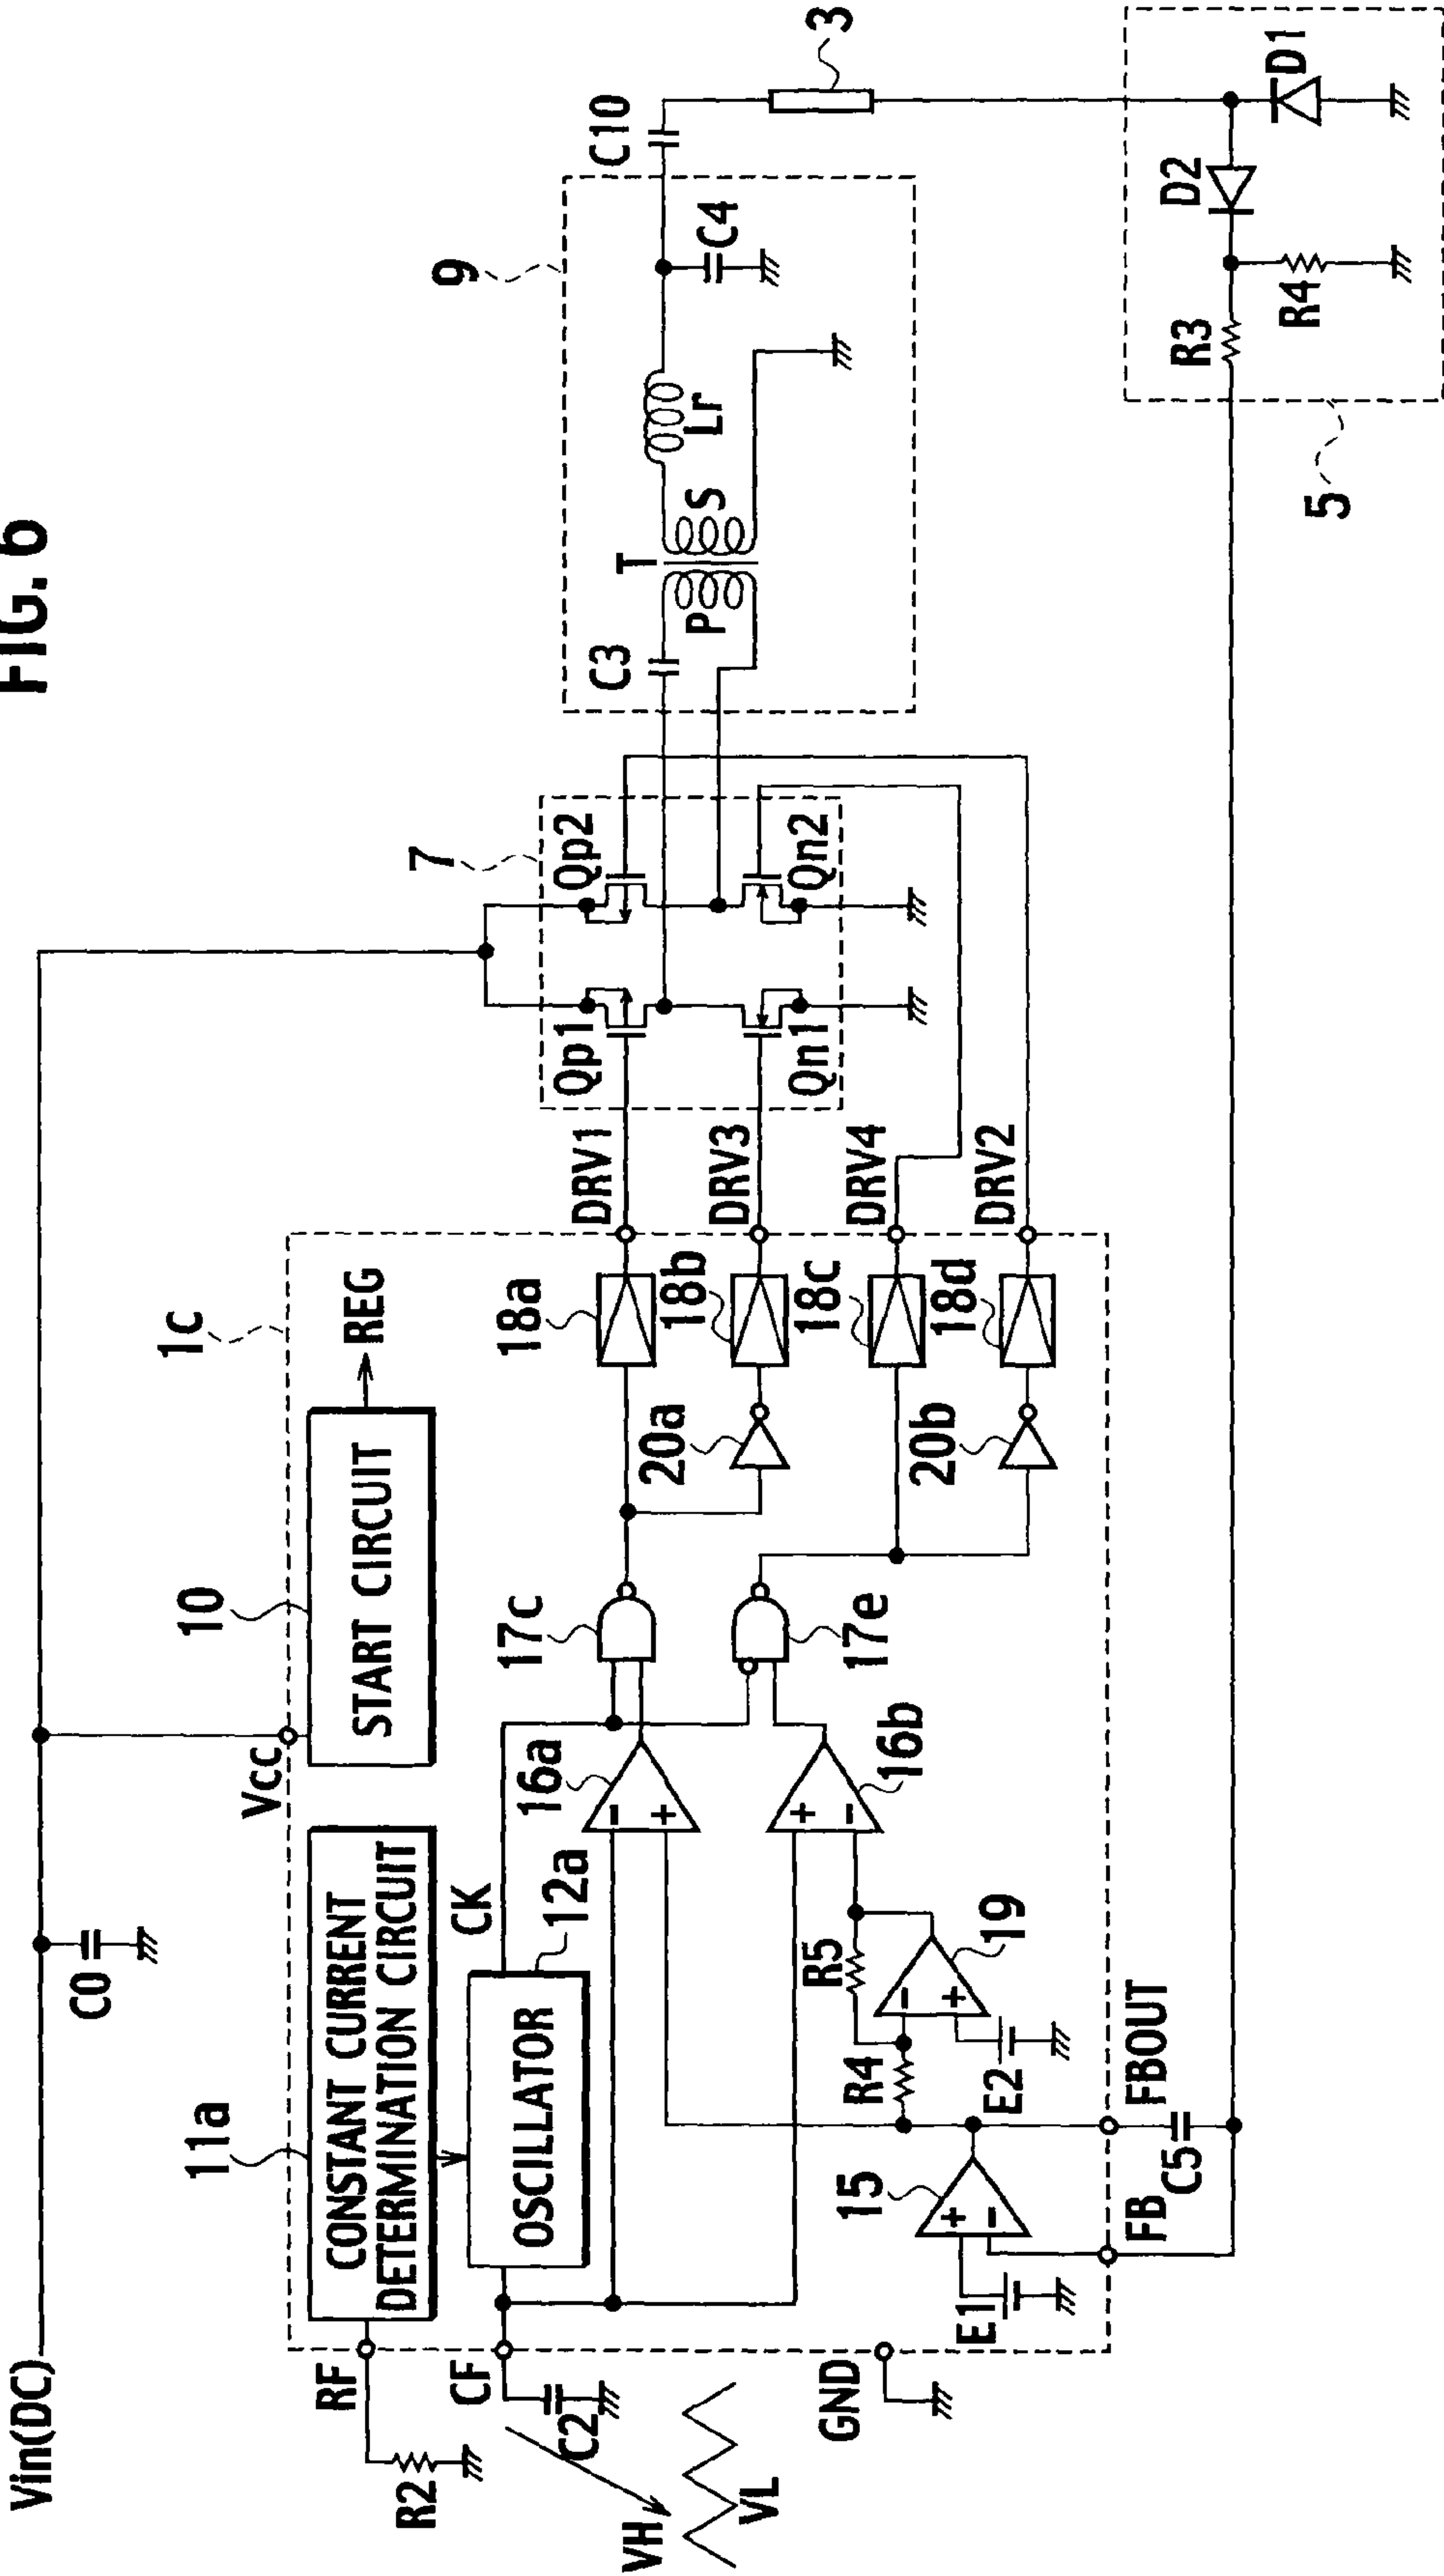 FIG. 6
Vin(DC)
C0
Vcc
1c
10
START CIRCUIT
REG
11a
CONSTANT CURRENT
DETERMINATION CIRCUIT
RF
R2
CF
C2
VH
VL
GND
OSCILLATOR
12a
CK
16a
-
+
16b
+
-
17c
17e
18a
18b
18c
18d
20a
20b
DRV1
DRV3
DRV4
DRV2
15
+
-
E1
R4
R5
19
-
+
E2
FB
FBOUT
C5
7
Qp1
Qp2
Qn1
Qn2
9
C3
T
P
S
Lr
C4
C10
3
5
R3
R4
D2
D1